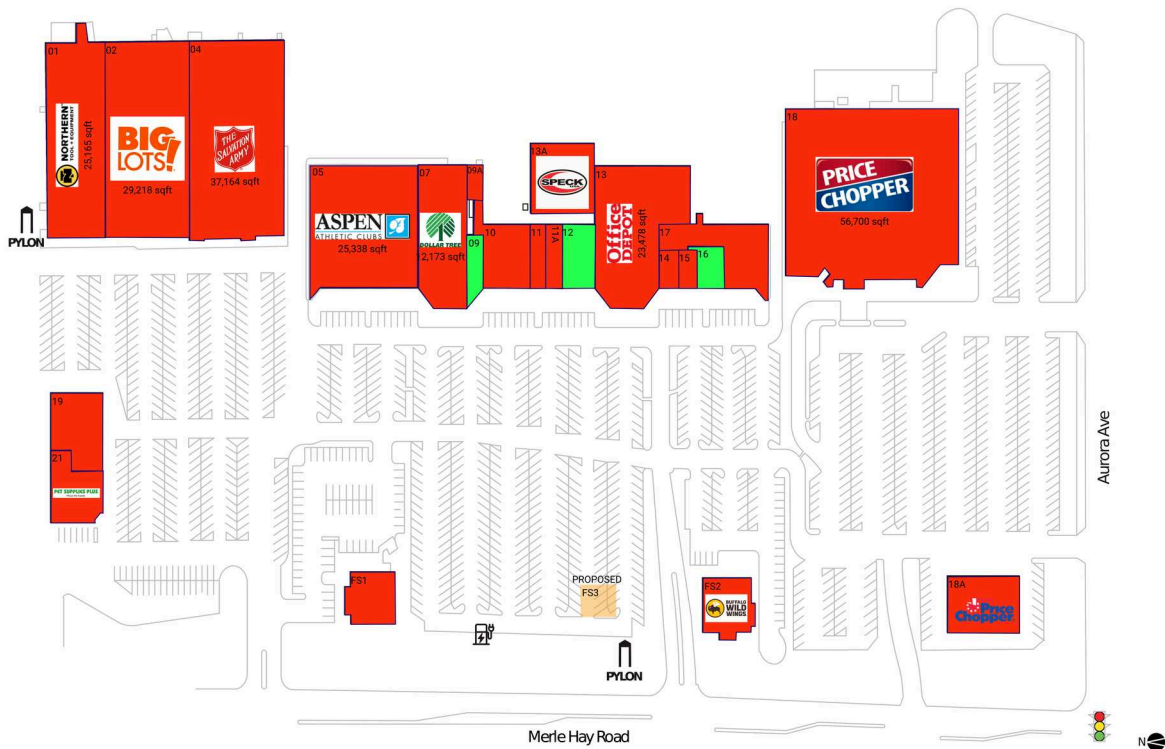 01
02
04
NORTHERN
TOOL + EQUIPMENT
25,165 sqft
BIG
LOTS!
29,218 sqft
THE
SALVATION
ARMY
37,164 sqft
PYLON
05
ASPEN
ATHLETIC CLUBS
25,338 sqft
07
DOLLAR TREE
12,173 sqft
09A
09
10
11
11A
12
13A
SPECK
13
Office
DEPOT
23,478 sqft
17
14
15
16
18
PRICE
CHOPPER
56,700 sqft
19
21
PET SUPPLIES PLUS
FS1
PROPOSED
FS3
FS2
BUFFALO
WILD
WINGS
18A
Price
Chopper
PYLON
Aurora Ave
Merle Hay Road
N